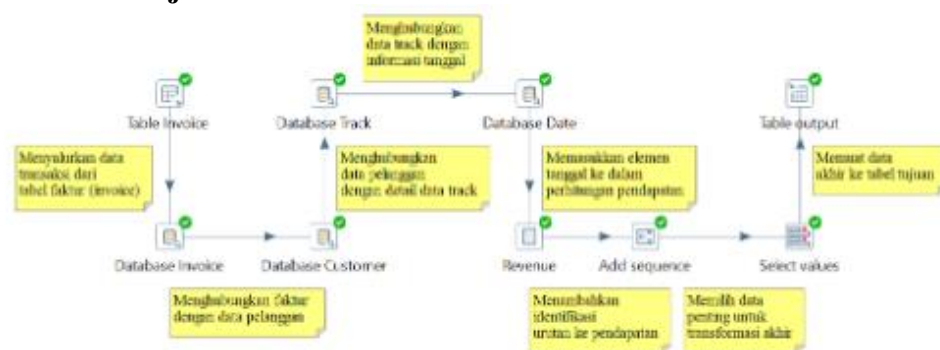 Menghubungkan
data track dengan
informasi tanggal
Table Invoice
Database Track
Database Date
Table output
Menyalurkan data
transaksi dari
tabel faktur (invoice)
Menghubungkan
data pelanggan
dengan detail data track
Memasukkan elemen
tanggal ke dalam
perhitungan pendapatan
Memuat data
akhir ke tabel tujuan
Database Invoice
Database Customer
Revenue
Add sequence
Select values
Menghubungkan faktur
dengan data pelanggan
Menambahkan
identifikasi
urutan ke pendapatan
Memilih data
penting untuk
transformasi akhir